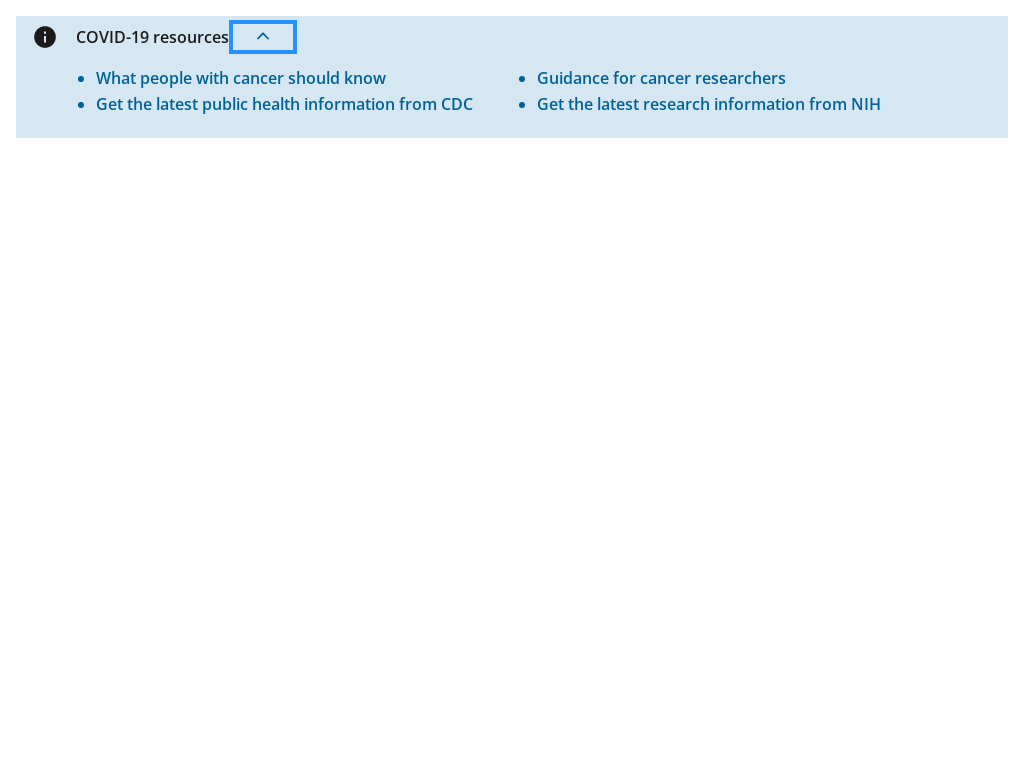 COVID-19 resources
What people with cancer should know
Get the latest public health information from CDC
Guidance for cancer researchers
Get the latest research information from NIH